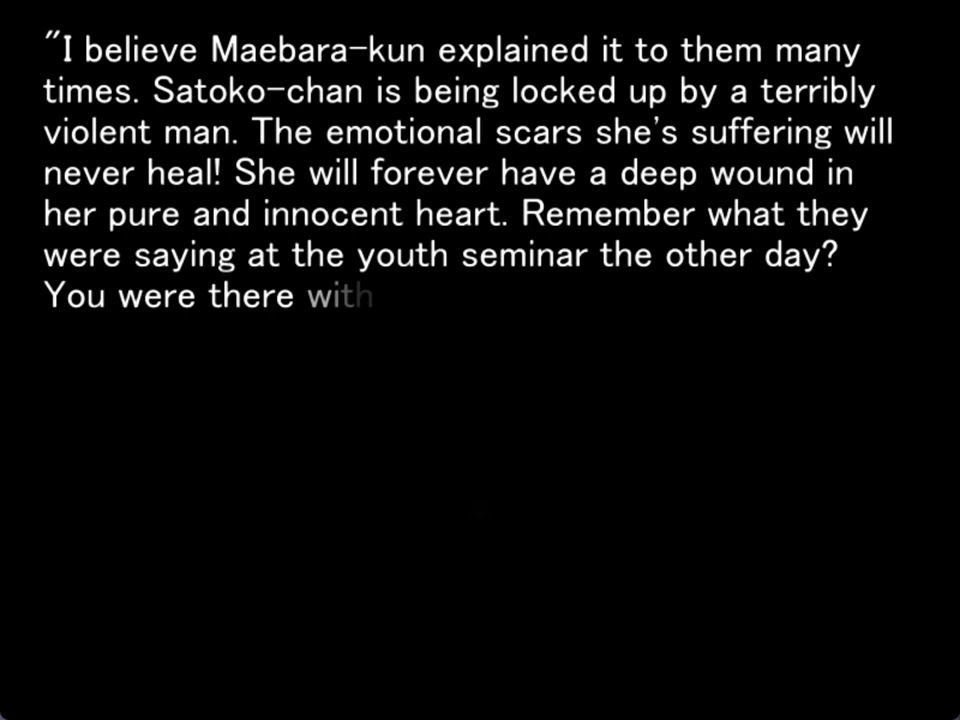 "I believe Maebara-kun explained it to them many
times. Satoko-chan is being locked up by a terribly
violent man. The emotional scars she's suffering will
never heal! She will forever have a deep wound in
her pure and innocent heart. Remember what they
were saying at the youth seminar the other day?
You were there with